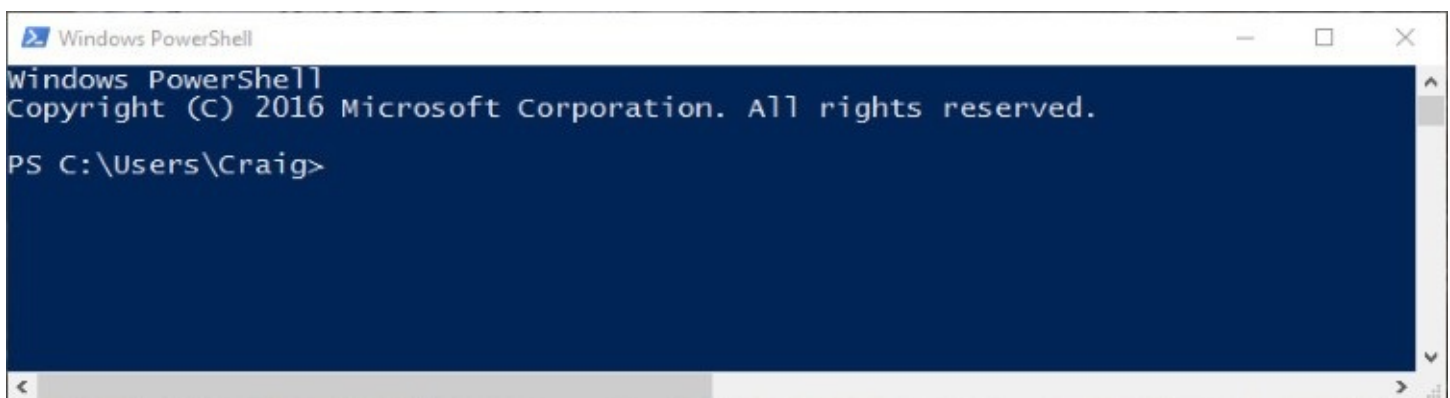 Windows PowerShell
Windows PowerShell
Copyright (C) 2016 Microsoft Corporation. All rights reserved.
PS C:\Users\Craig>